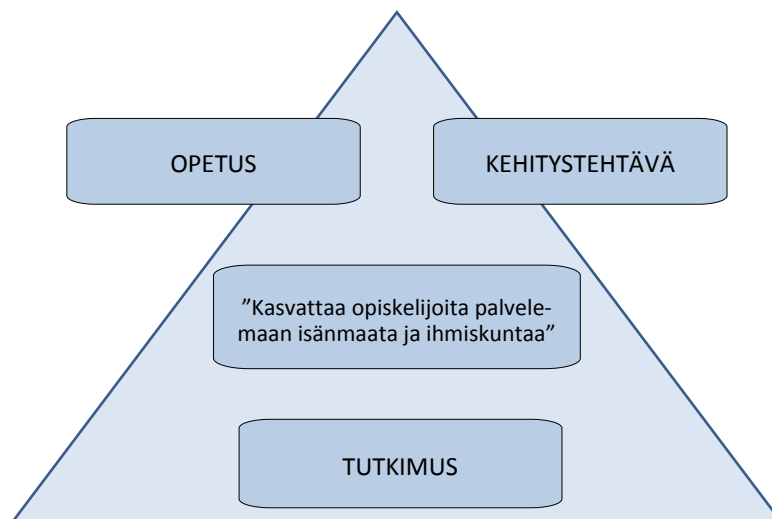 OPETUS
KEHITYSTEHTÄVÄ
”Kasvattaa opiskelijoita palvele-
maan isänmaata ja ihmiskuntaa”
TUTKIMUS